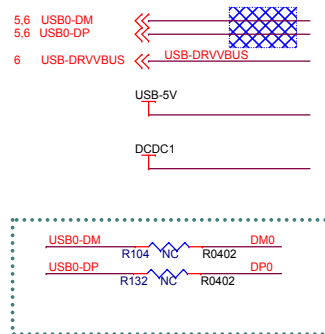 5,6 USB0-DM
5,6 USB0-DP
6 USB-DRVVBUS USB-DRVVBUS
USB-5V
DCDC1
USB0-DM DM0
R104 NC R0402
USB0-DP DP0
R132 NC R0402